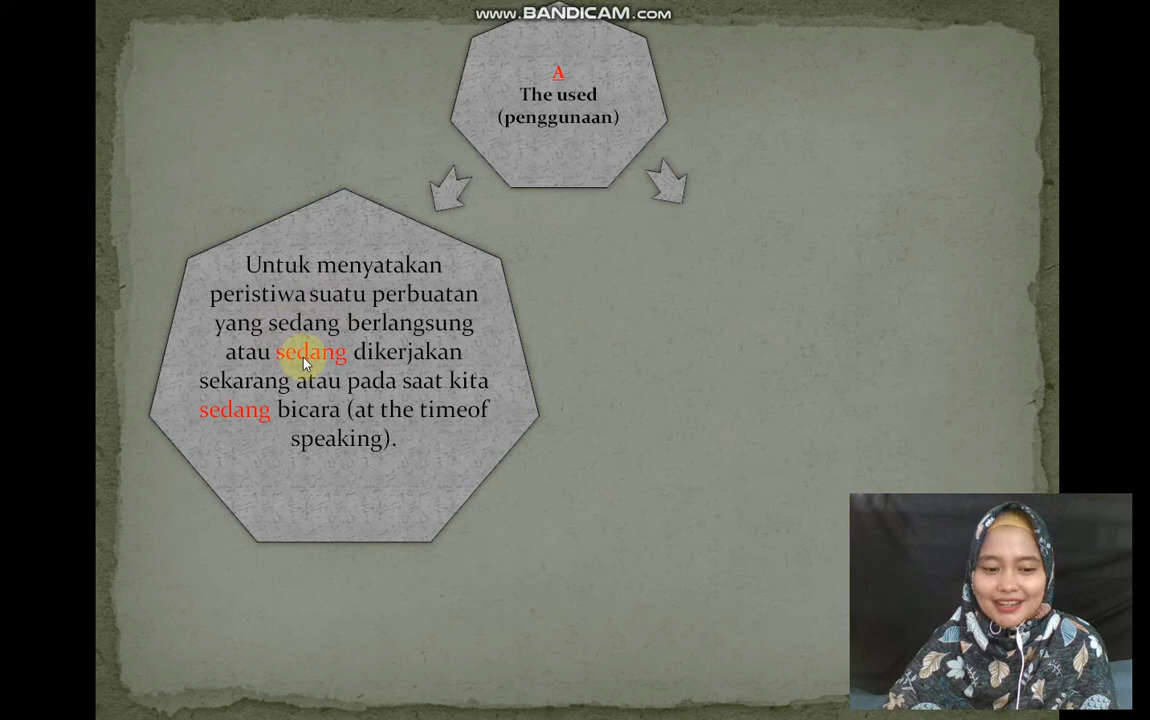 WWW.BANDICAM.COM
A
The used
(penggunaan)
Untuk menyatakan
peristiwa suatu perbuatan
yang sedang berlangsung
atau sedang dikerjakan
sekarang atau pada saat kita
sedang bicara (at the timeof
speaking).